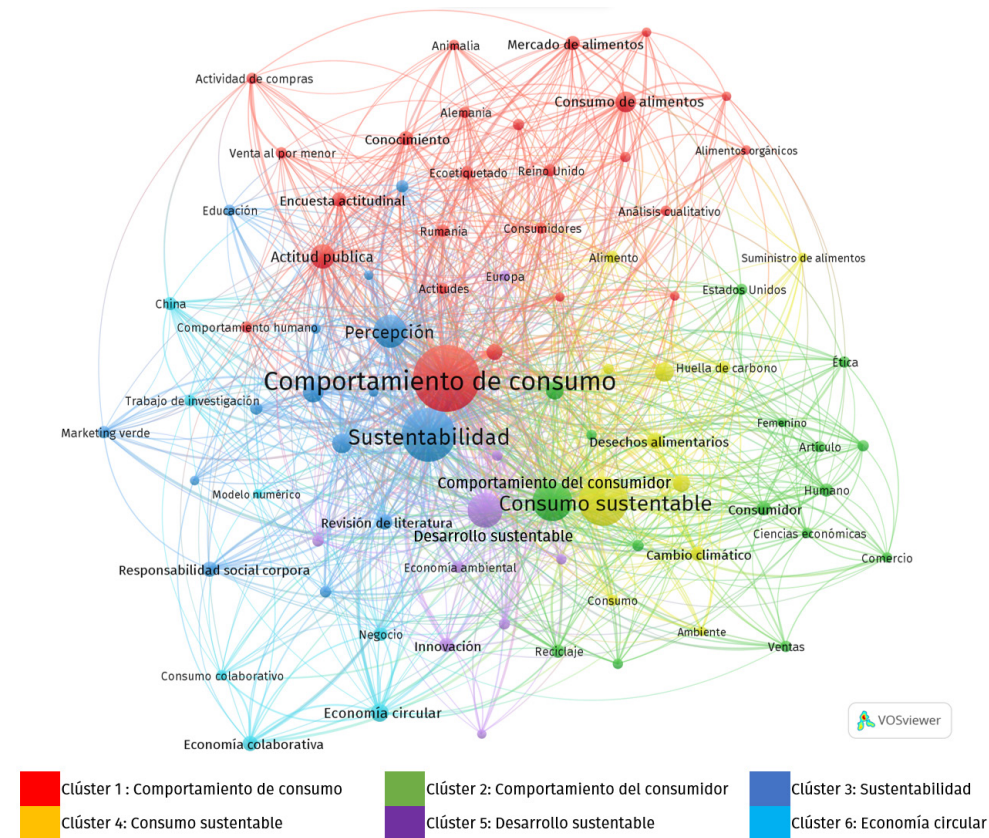 Animalia
Mercado de alimentos
Actividad de compras
Consumo de alimentos
Alemania
Conocimiento
Venta al por menor
Alimentos orgánicos
Ecoetiquetado
Reino Unido
Encuesta actitudinal
Educación
Análisis cualitativo
Rumania
Consumidores
Actitud publica
Alimento
Suministro de alimentos
Europa
Actitudes
Estados Unidos
China
Comportamiento humano
Percepción
Ética
Huella de carbono
Comportamiento de consumo
Trabajo de investigación
Femenino
Marketing verde
Sustentabilidad
Desechos alimentarios
Artículo
Comportamiento del consumidor
Humano
Modelo numérico
Consumo sustentable
Consumidor
Revisión de literatura
Desarrollo sustentable
Ciencias económicas
Cambio climático
Comercio
Responsabilidad social corpora
Economía ambiental
Consumo
Negocio
Ambiente
Innovación
Reciclaje
Ventas
Consumo colaborativo
Economía circular
VOSviewer
Economía colaborativa
Clúster 1 : Comportamiento de consumo
Clúster 2: Comportamiento del consumidor
Clúster 3: Sustentabilidad
Clúster 4: Consumo sustentable
Clúster 5: Desarrollo sustentable
Clúster 6: Economía circular